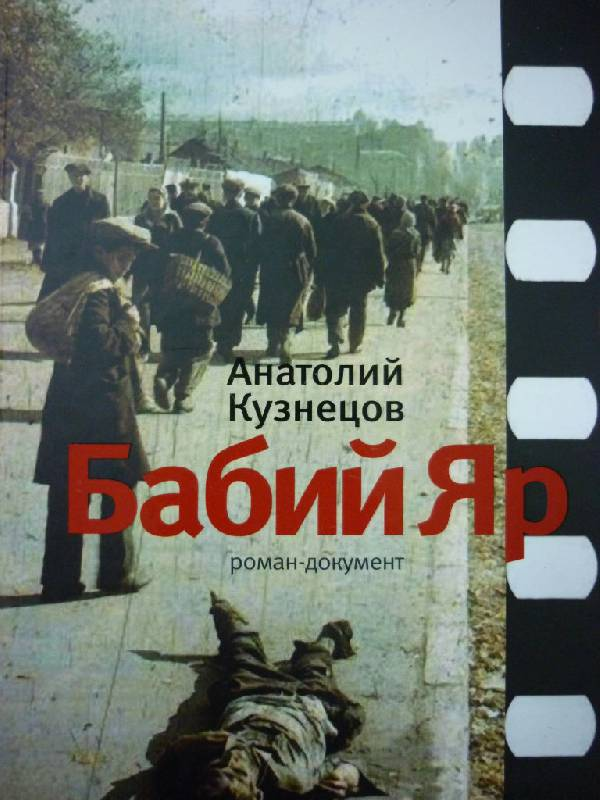 Анатолий
Кузнецов
Бабий Яр
роман-документ